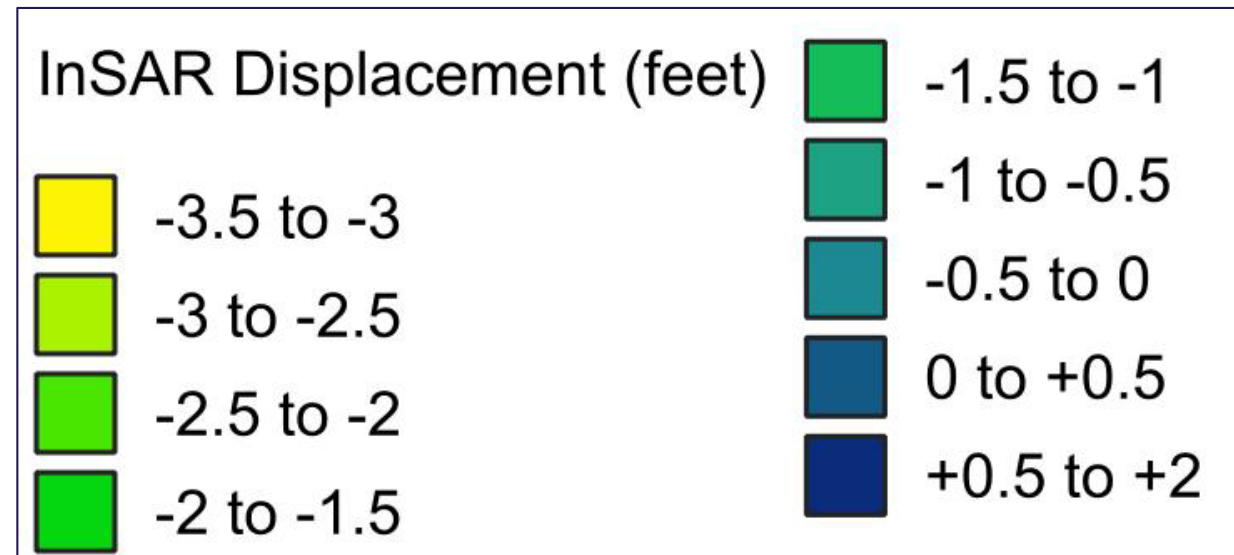 InSAR Displacement (feet)
-3.5 to -3
-3 to -2.5
-2.5 to -2
-2 to -1.5
-1.5 to -1
-1 to -0.5
-0.5 to 0
0 to +0.5
+0.5 to +2